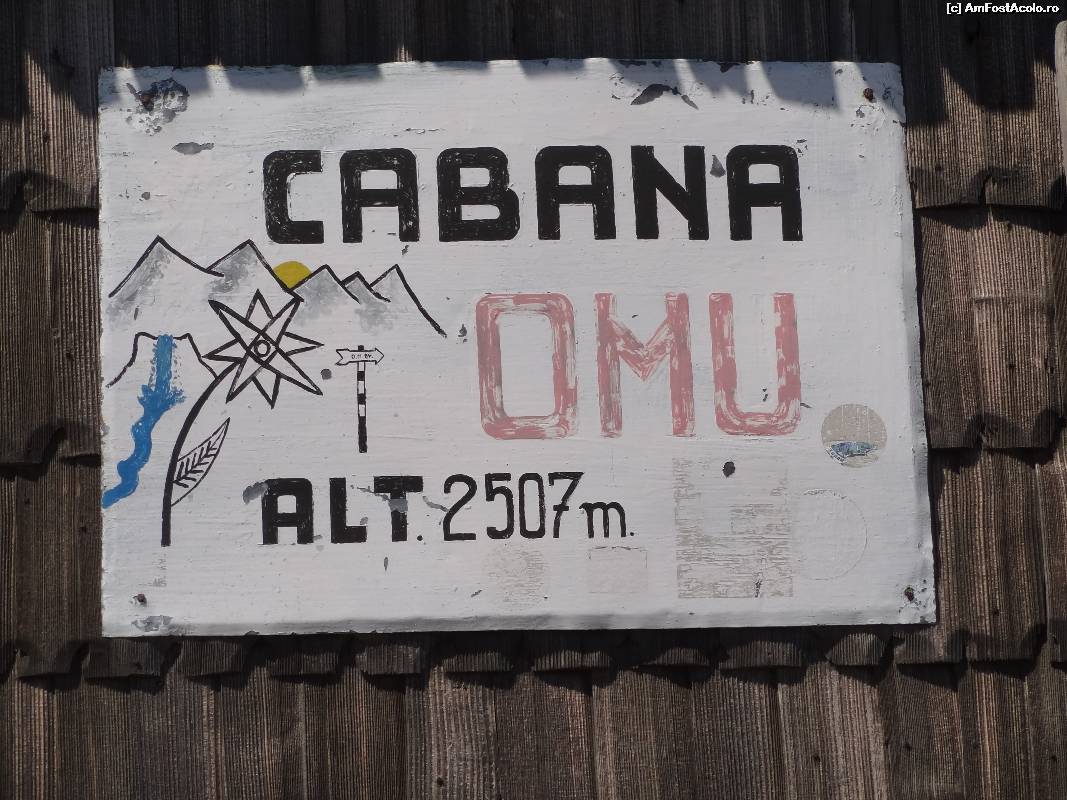 [c] AmFostAcolo.ro
CABANA
OMU
ALT. 2507 m.